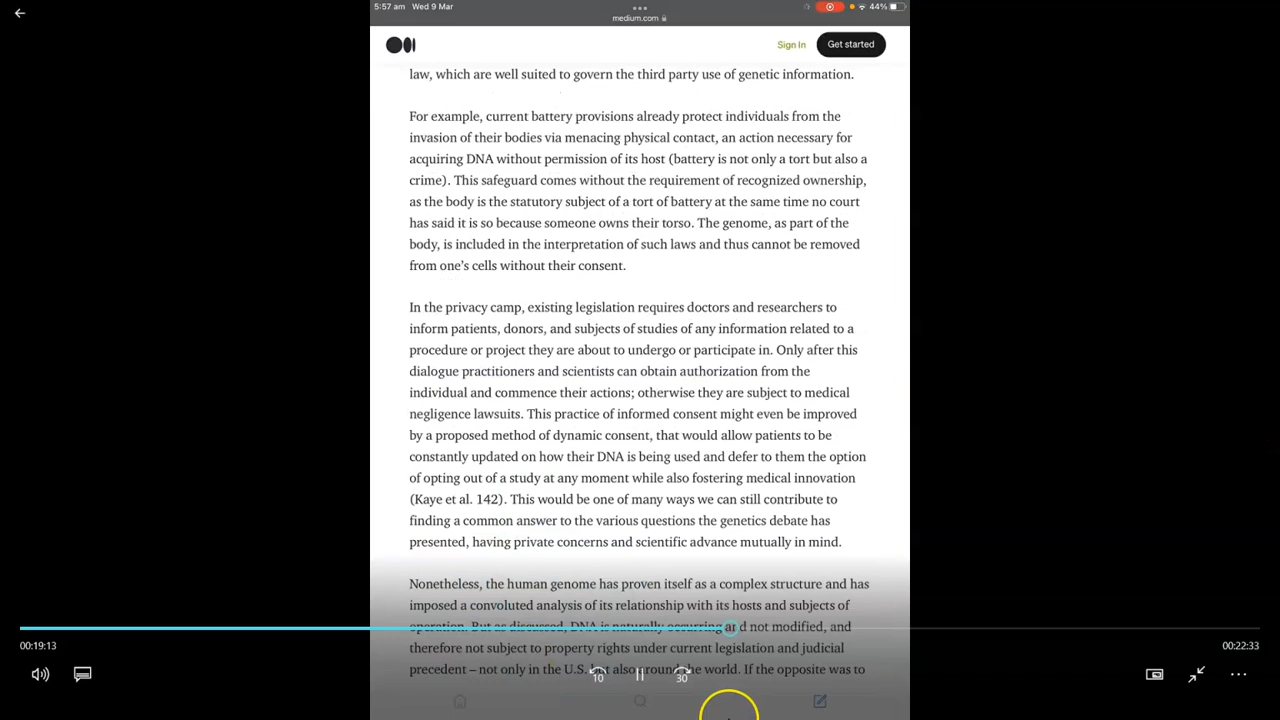 5:57 am Wed 9 Mar
44%
medium.com
Sign In
Get started
law, which are well suited to govern the third party use of genetic information.
For example, current battery provisions already protect individuals from the
invasion of their bodies via menacing physical contact, an action necessary for
acquiring DNA without permission of its host (battery is not only a tort but also a
crime). This safeguard comes without the requirement of recognized ownership,
as the body is the statutory subject of a tort of battery at the same time no court
has said it is so because someone owns their torso. The genome, as part of the
body, is included in the interpretation of such laws and thus cannot be removed
from one’s cells without their consent.
In the privacy camp, existing legislation requires doctors and researchers to
inform patients, donors, and subjects of studies of any information related to a
procedure or project they are about to undergo or participate in. Only after this
dialogue practitioners and scientists can obtain authorization from the
individual and commence their actions; otherwise they are subject to medical
negligence lawsuits. This practice of informed consent might even be improved
by a proposed method of dynamic consent, that would allow patients to be
constantly updated on how their DNA is being used and defer to them the option
of opting out of a study at any moment while also fostering medical innovation
(Kaye et al. 142). This would be one of many ways we can still contribute to
finding a common answer to the various questions the genetics debate has
presented, having private concerns and scientific advance mutually in mind.
Nonetheless, the human genome has proven itself as a complex structure and has
imposed a convoluted analysis of its relationship with its hosts and subjects of
operation. But as discussed, DNA is naturally occurring and not modified, and
therefore not subject to property rights under current legislation and judicial
precedent – not only in the U.S. but also round the world. If the opposite was to
00:19:13
00:22:33
10
30